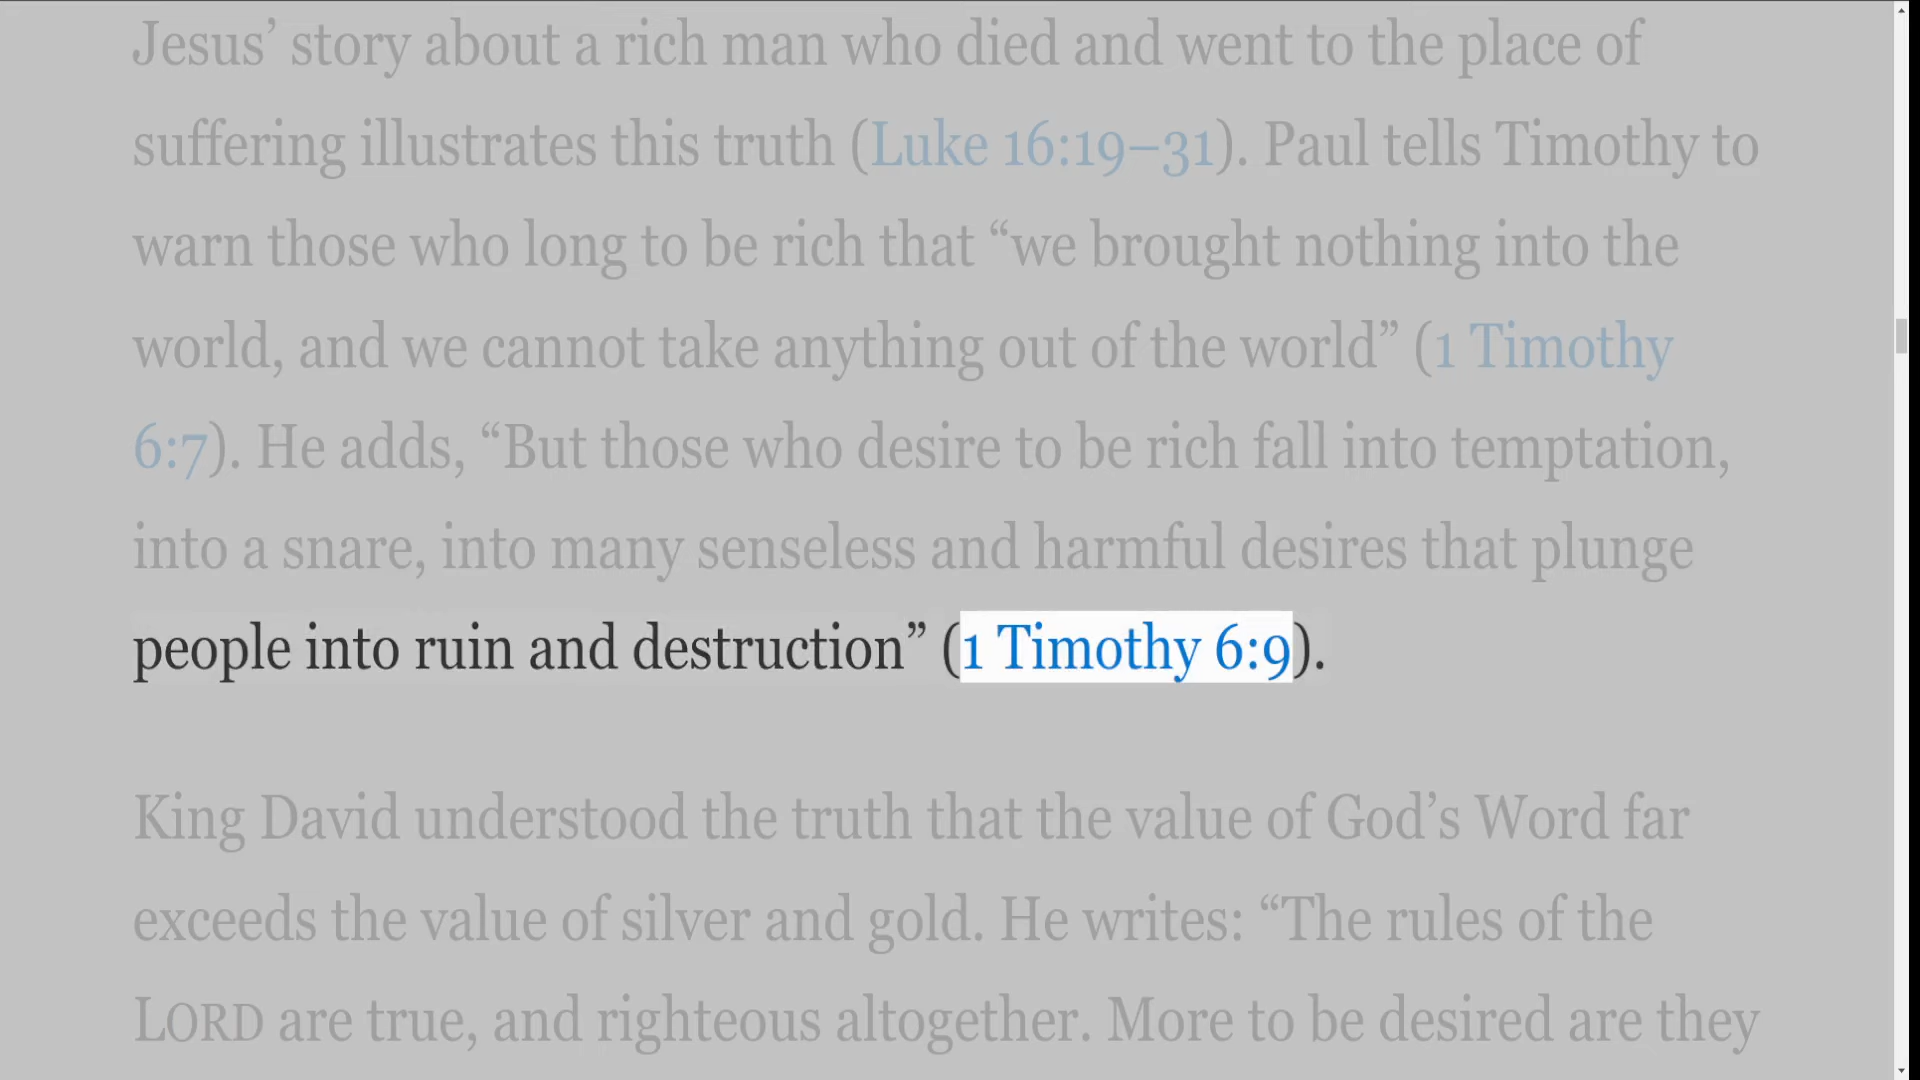 Jesus’ story about a rich man who died and went to the place of
suffering illustrates this truth (Luke 16:19–31). Paul tells Timothy to
warn those who long to be rich that “we brought nothing into the
world, and we cannot take anything out of the world” (1 Timothy
6:7). He adds, “But those who desire to be rich fall into temptation,
into a snare, into many senseless and harmful desires that plunge
people into ruin and destruction” (1 Timothy 6:9).
King David understood the truth that the value of God’s Word far
exceeds the value of silver and gold. He writes: “The rules of the
LORD are true, and righteous altogether. More to be desired are they